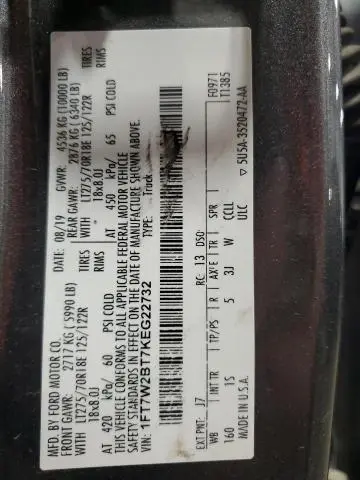 MFD. BY FORD MOTOR CO.
DATE: 08/19 GVWR: 4536 KG (10000 LB)
FRONT GAWR: 2717 KG (5990 LB) REAR GAWR: 2876 KG (6340 LB)
WITH LT275/70R18E 125/122R TIRES WITH LT275/70R18E 125/122R TIRES
18x8.0J RIMS 18x8.0J RIMS
AT 420 kPa/ 60 PSI COLD AT 450 kPa/ 65 PSI COLD
THIS VEHICLE CONFORMS TO ALL APPLICABLE FEDERAL MOTOR VEHICLE
SAFETY STANDARDS IN EFFECT ON THE DATE OF MANUFACTURE SHOWN ABOVE.
VIN: 1FT7W2BT7KEG22732 TYPE: Truck
F0971
T1385
EXT PNT: J7 RC: 13 DSO:
WB INT TR TP/PS R AXLE TR SPR
160 15 5 3J W CELL
MADE IN U.S.A. ULC
5U5A-3520472-AA